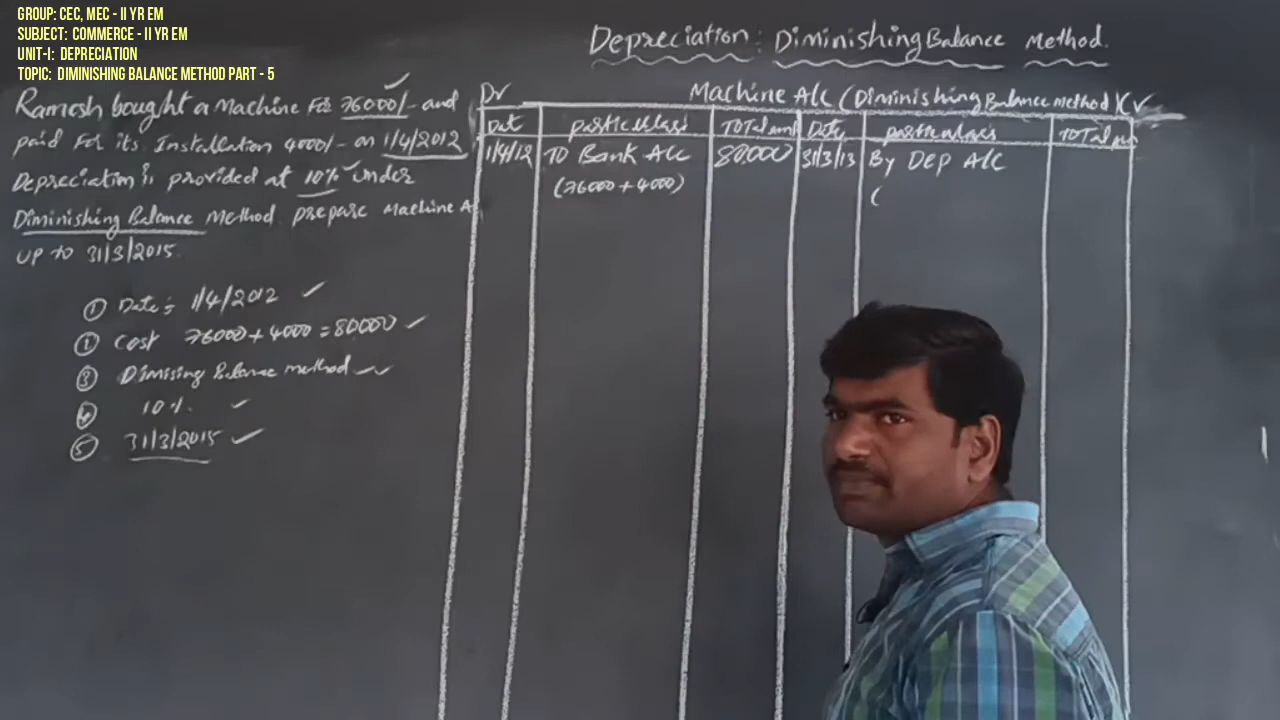 GROUP: CEC, MEC - II YR EM
SUBJECT: COMMERCE - II YR EM
UNIT-I: DEPRECIATION
TOPIC: DIMINISHING BALANCE METHOD PART - 5
Depreciation: Diminishing Balance Method.
Ramesh bought a Machine For 76000/- and
paid For its Installation 4000/- on 1/4/2012
Depreciation is provided at 10% under
Diminishing Balance Method. prepare Machine A/c
up to 31/3/2015.
① Date: 1/4/2012
② Cost 76000 + 4000 = 80000
③ Dimising Balance method
④ 10%.
⑤ 31/3/2015
Dr Machine A/C (Diminishing Balance method) Cr
Date particulars Date particulars
1/4/12 TO Bank A/C 80000 31/3/13 By DEP A/C
(76000 + 4000) (